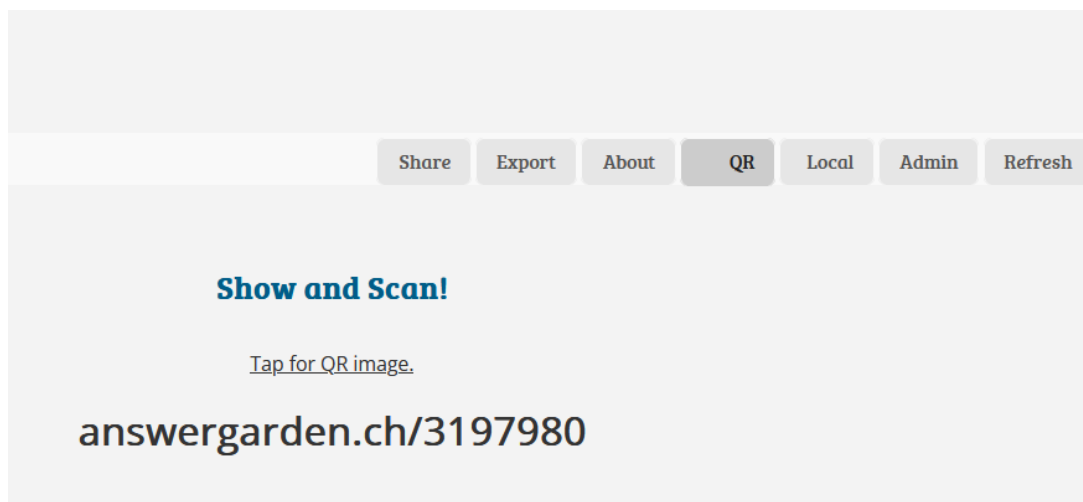 Share Export About QR Local Admin Refresh
Show and Scan!
Tap for QR image.
answergarden.ch/3197980